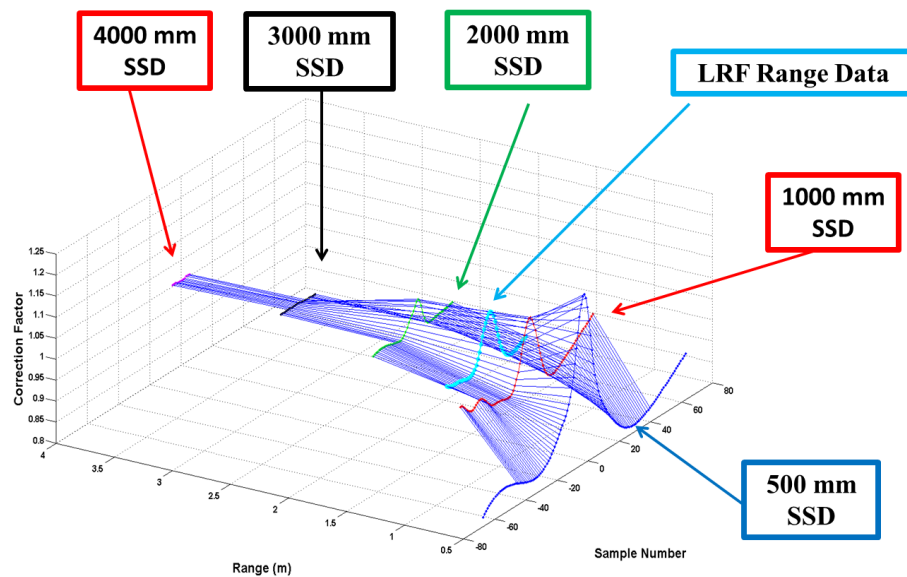 4000 mm
SSD
3000 mm
SSD
2000 mm
SSD
LRF Range Data
1000 mm
SSD
500 mm
SSD
Correction Factor
1.25
1.2
1.15
1.1
1.05
1
0.95
0.9
0.85
0.8
4
3.5
3
2.5
2
1.5
1
0.5
Range (m)
-80
-60
-40
-20
0
20
40
60
80
Sample Number